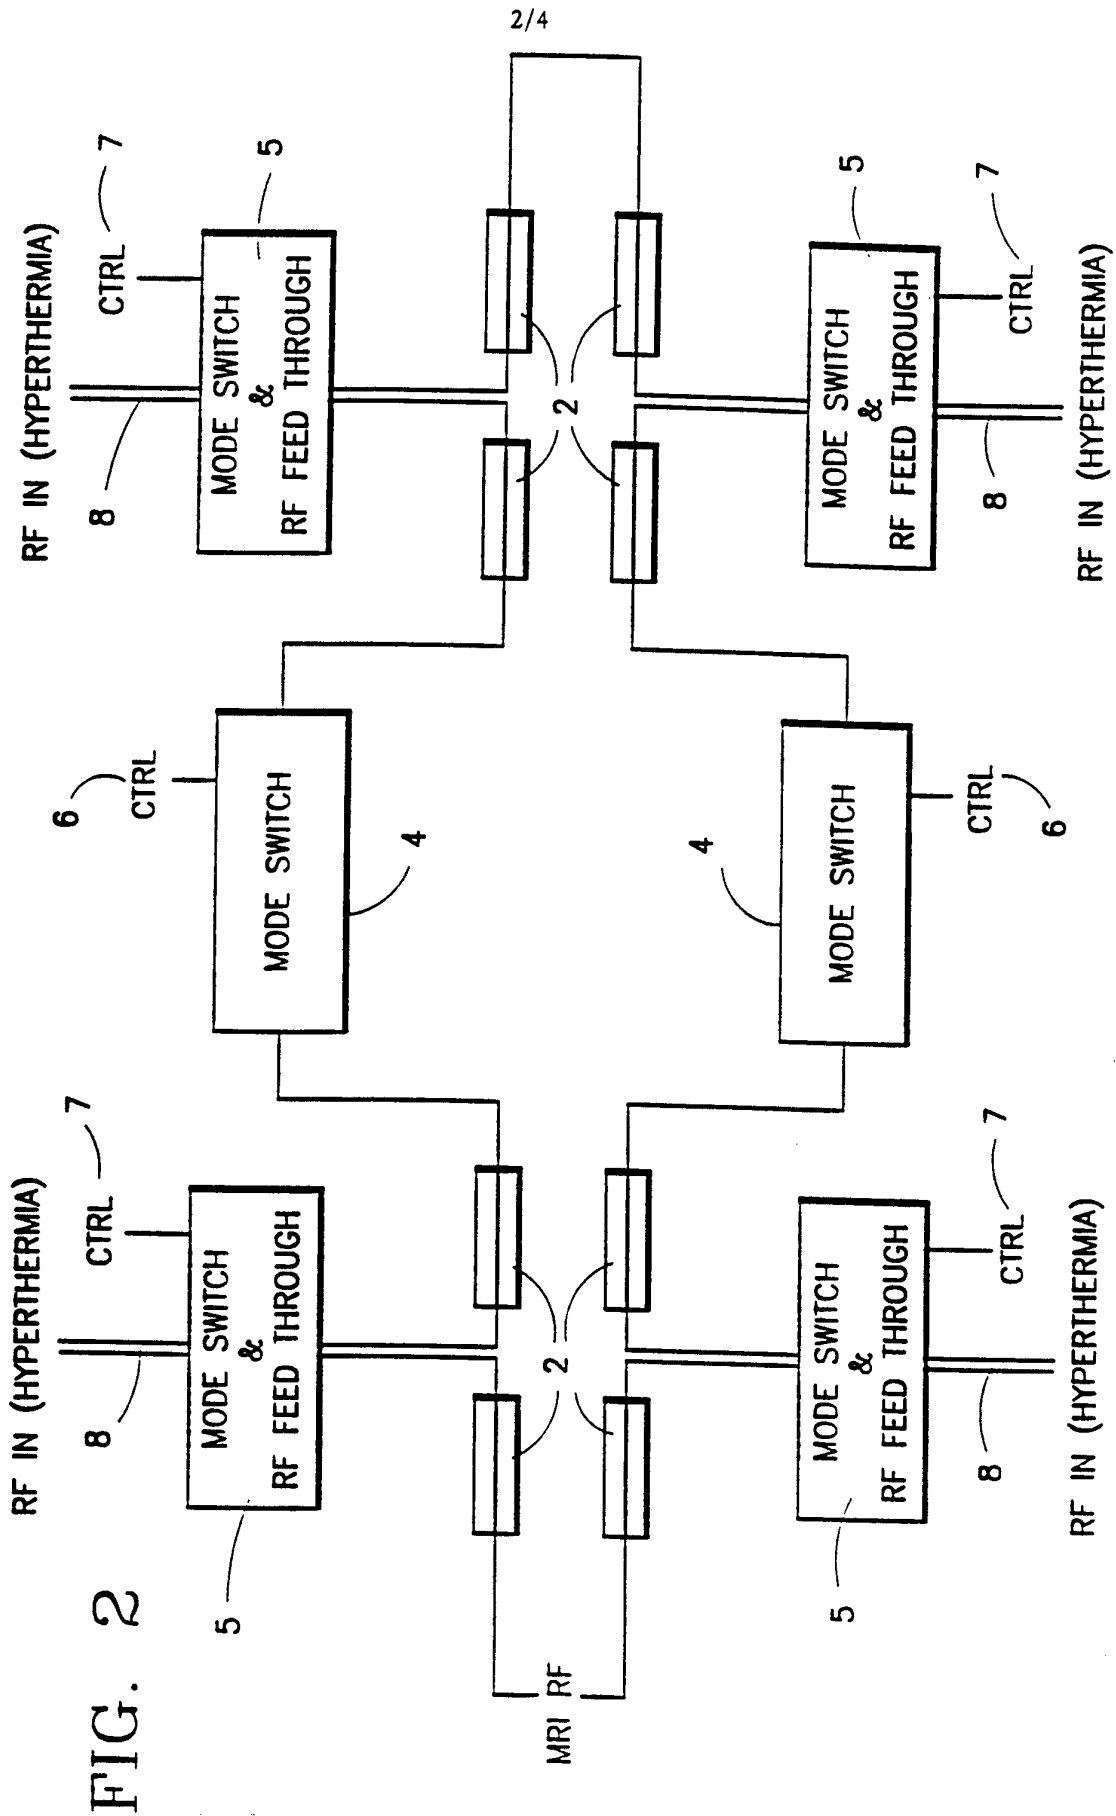 2/4
FIG. 2
RF IN (HYPERTHERMIA)
RF IN (HYPERTHERMIA)
8
CTRL
7
6
CTRL
8
CTRL
7
5
MODE SWITCH
&
RF FEED THROUGH
MODE SWITCH
4
MODE SWITCH
&
RF FEED THROUGH
5
MRI RF
2
2
5
MODE SWITCH
&
RF FEED THROUGH
4
MODE SWITCH
MODE SWITCH
&
RF FEED THROUGH
5
8
CTRL
7
CTRL
6
8
CTRL
7
RF IN (HYPERTHERMIA)
RF IN (HYPERTHERMIA)